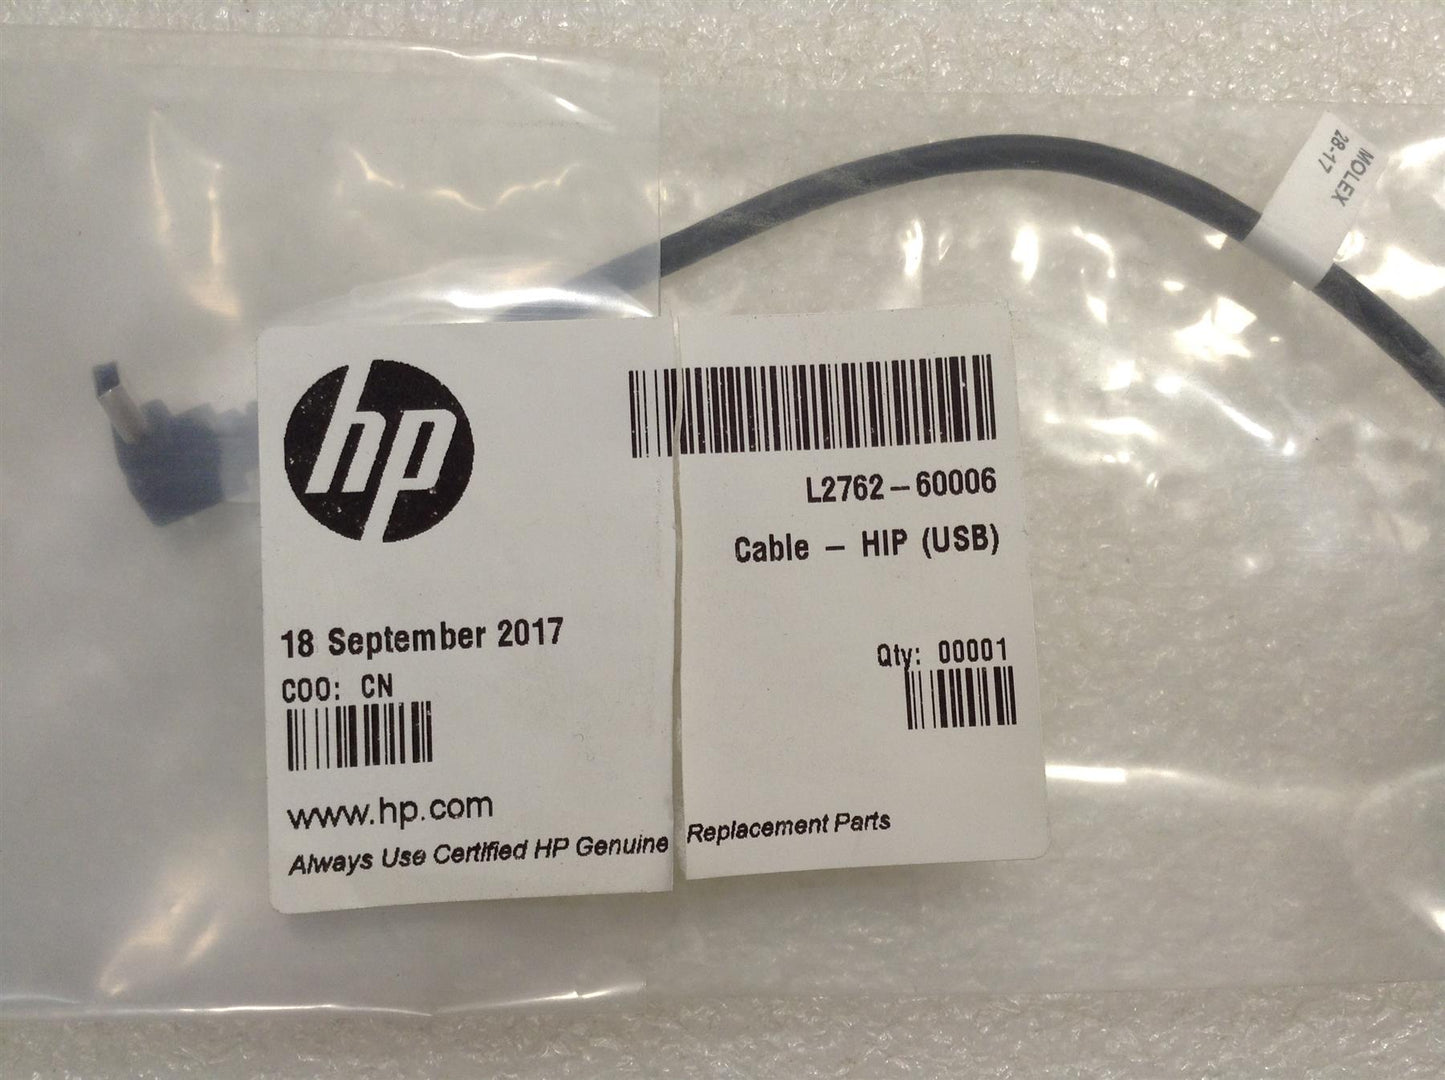 MOLEX
28-17
hp
L2762-60006
Cable - HIP (USB)
18 September 2017
COO: CN
Qty: 00001
www.hp.com
Always Use Certified HP Genuine Replacement Parts